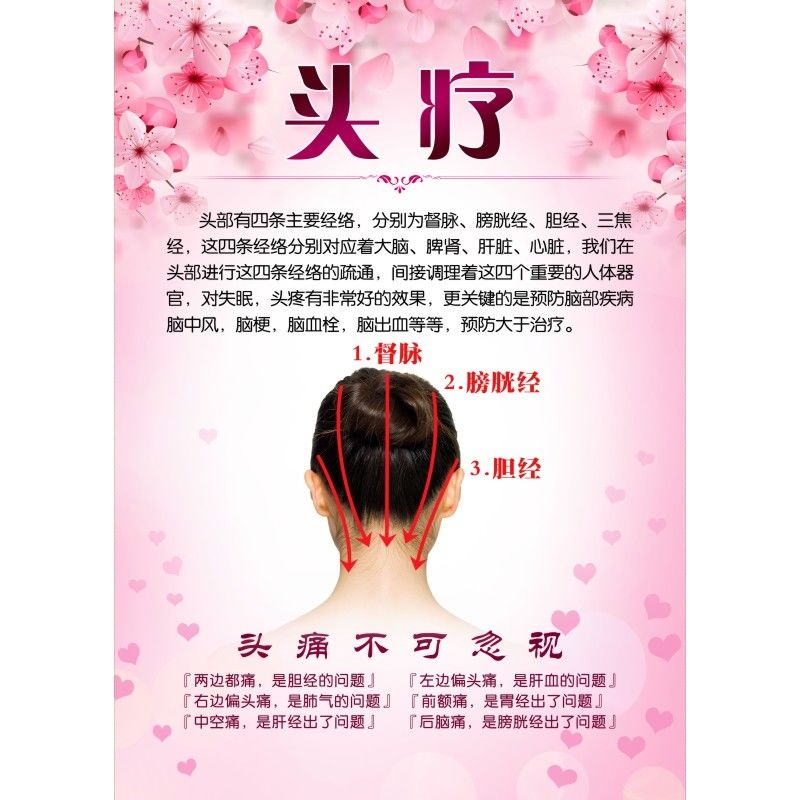 头疗
头部有四条主要经络，分别为督脉、膀胱经、胆经、三焦
经，这四条经络分别对应着大脑、脾肾、肝脏、心脏，我们在
头部进行这四条经络的疏通，间接调理着这四个重要的人体器
官，对失眠，头疼有非常好的效果，更关键的是预防脑部疾病
脑中风，脑梗，脑血栓，脑出血等等，预防大于治疗。
1.督脉
2.膀胱经
3.胆经
头痛不可忽视
『两边都痛，是胆经的问题』 『左边偏头痛，是肝血的问题』
『右边偏头痛，是肺气的问题』 『前额痛，是胃经出了问题』
『中空痛，是肝经出了问题』 『后脑痛，是膀胱经出了问题』